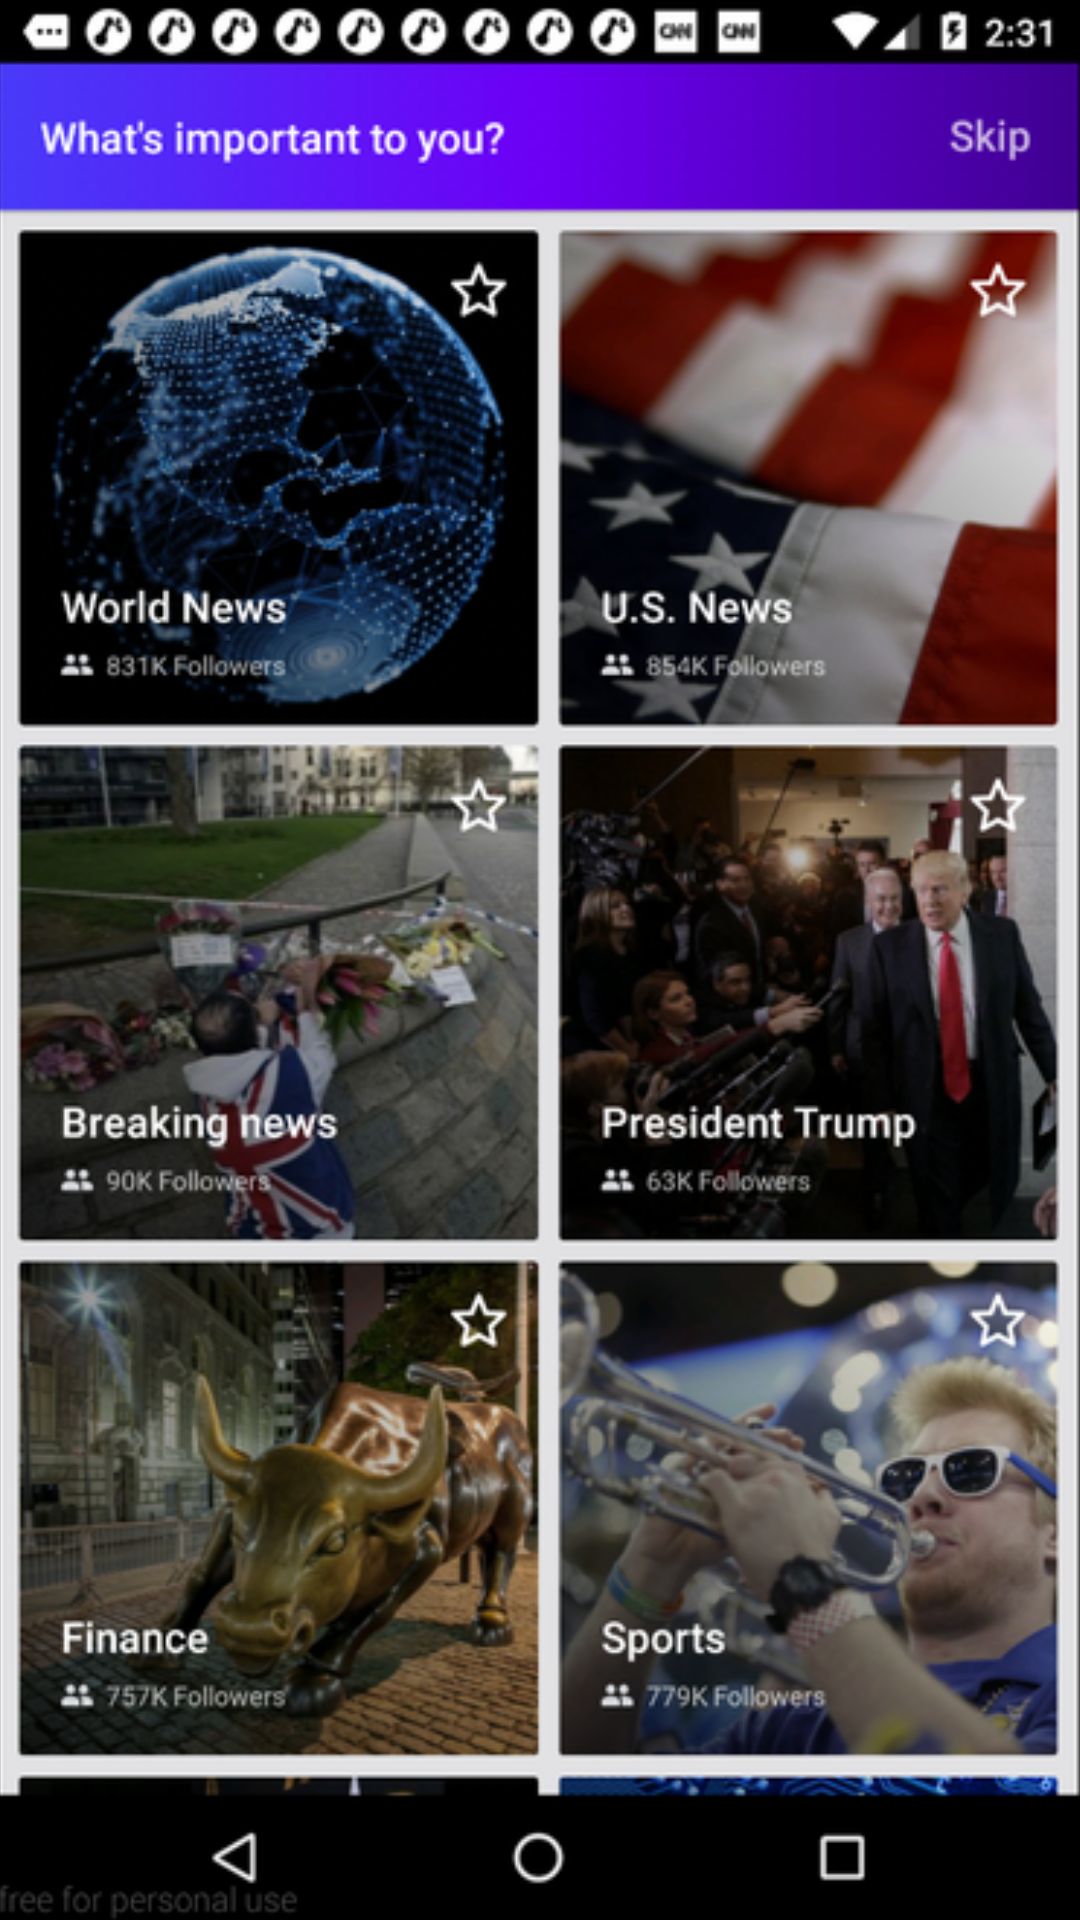 CNN CNN 2:31
What's important to you? Skip
World News
831K Followers
U.S. News
854K Followers
Breaking news
90K Followers
President Trump
63K Followers
Finance
757K Followers
Sports
779K Followers
free for personal use